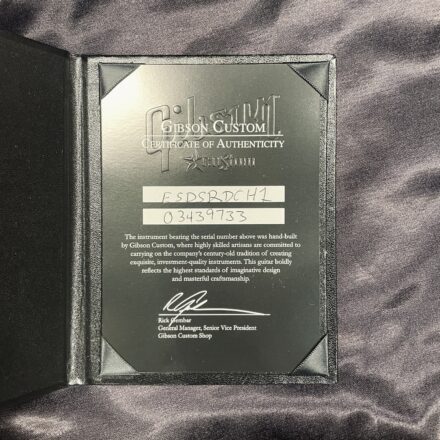 Gibson
Custom
GIBSON CUSTOM
CERTIFICATE OF AUTHENTICITY
ESDSRDCH1
03439733
The instrument bearing the serial number above was hand-built
by Gibson Custom, where highly skilled artisans are committed to
carrying on the company's century-old tradition of creating
exquisite, investment-quality instruments. This guitar boldly
reflects the highest standards of imaginative design
and masterful craftsmanship.
Rick Gembar
General Manager, Senior Vice President
Gibson Custom Shop